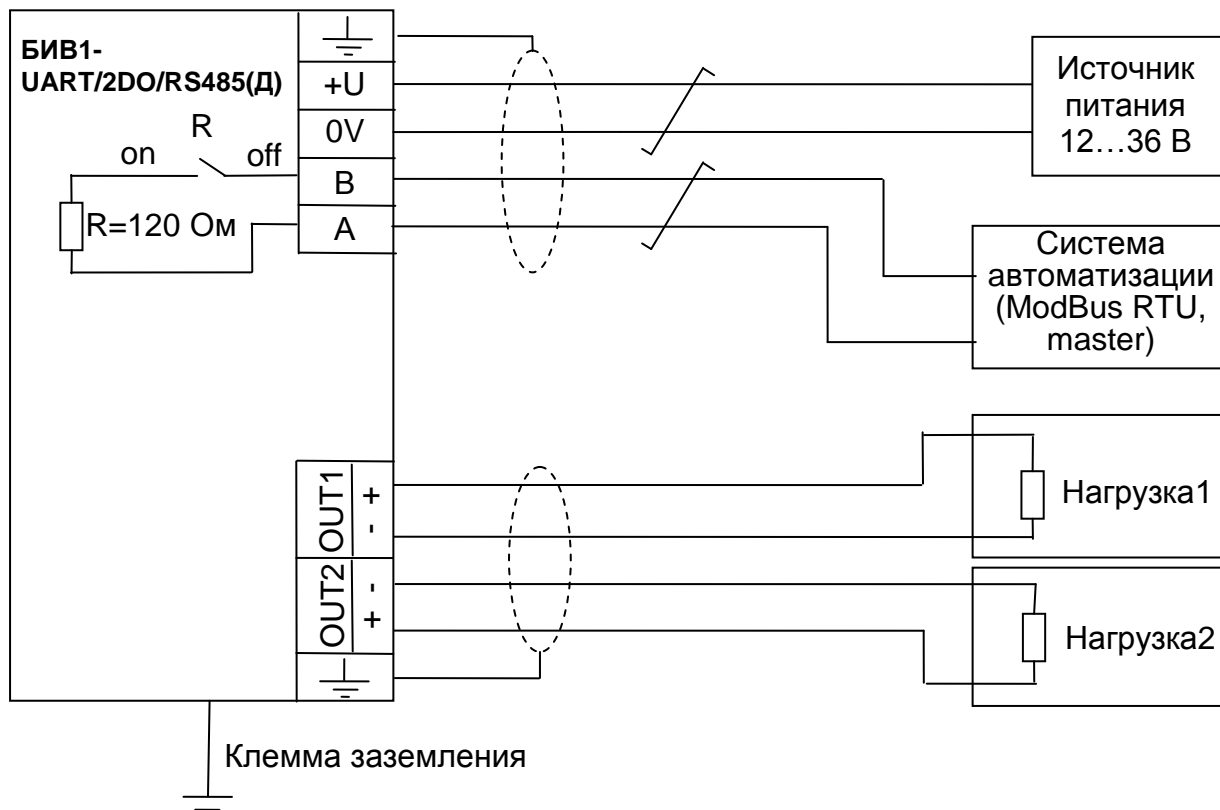 БИВ1-
UART/2DO/RS485(Д)
+U
0V
B
A
R
on
off
R=120 Ом
Источник
питания
12…36 В
Система
автоматизации
(ModBus RTU,
master)
OUT1
+
-
Нагрузка1
OUT2
-
+
Нагрузка2
Клемма заземления